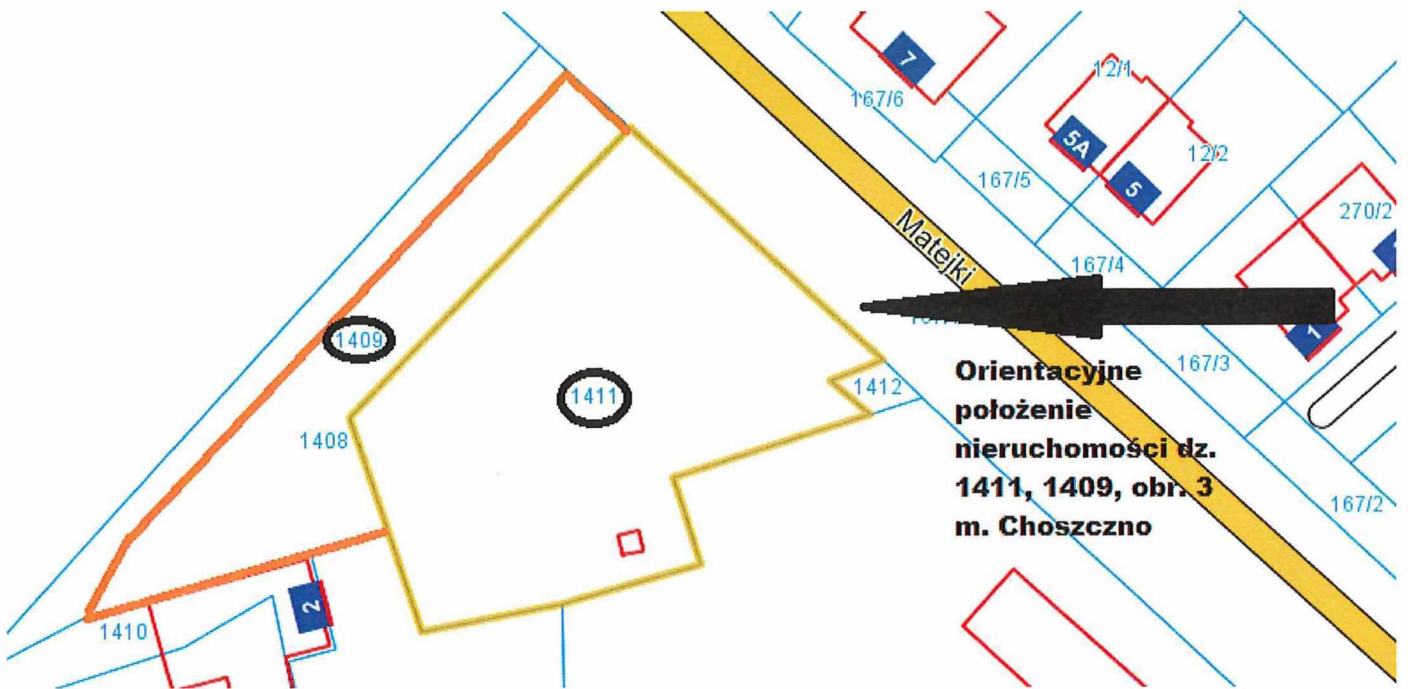 7
167/6
12/1
5A
5
12/2
167/5
270/2
Matejki
167/4
1409
1411
1412
167/3
1408
1
Orientacyjne
położenie
nieruchomości dz.
1411, 1409, obr. 3
m. Choszczno
167/2
2
1410